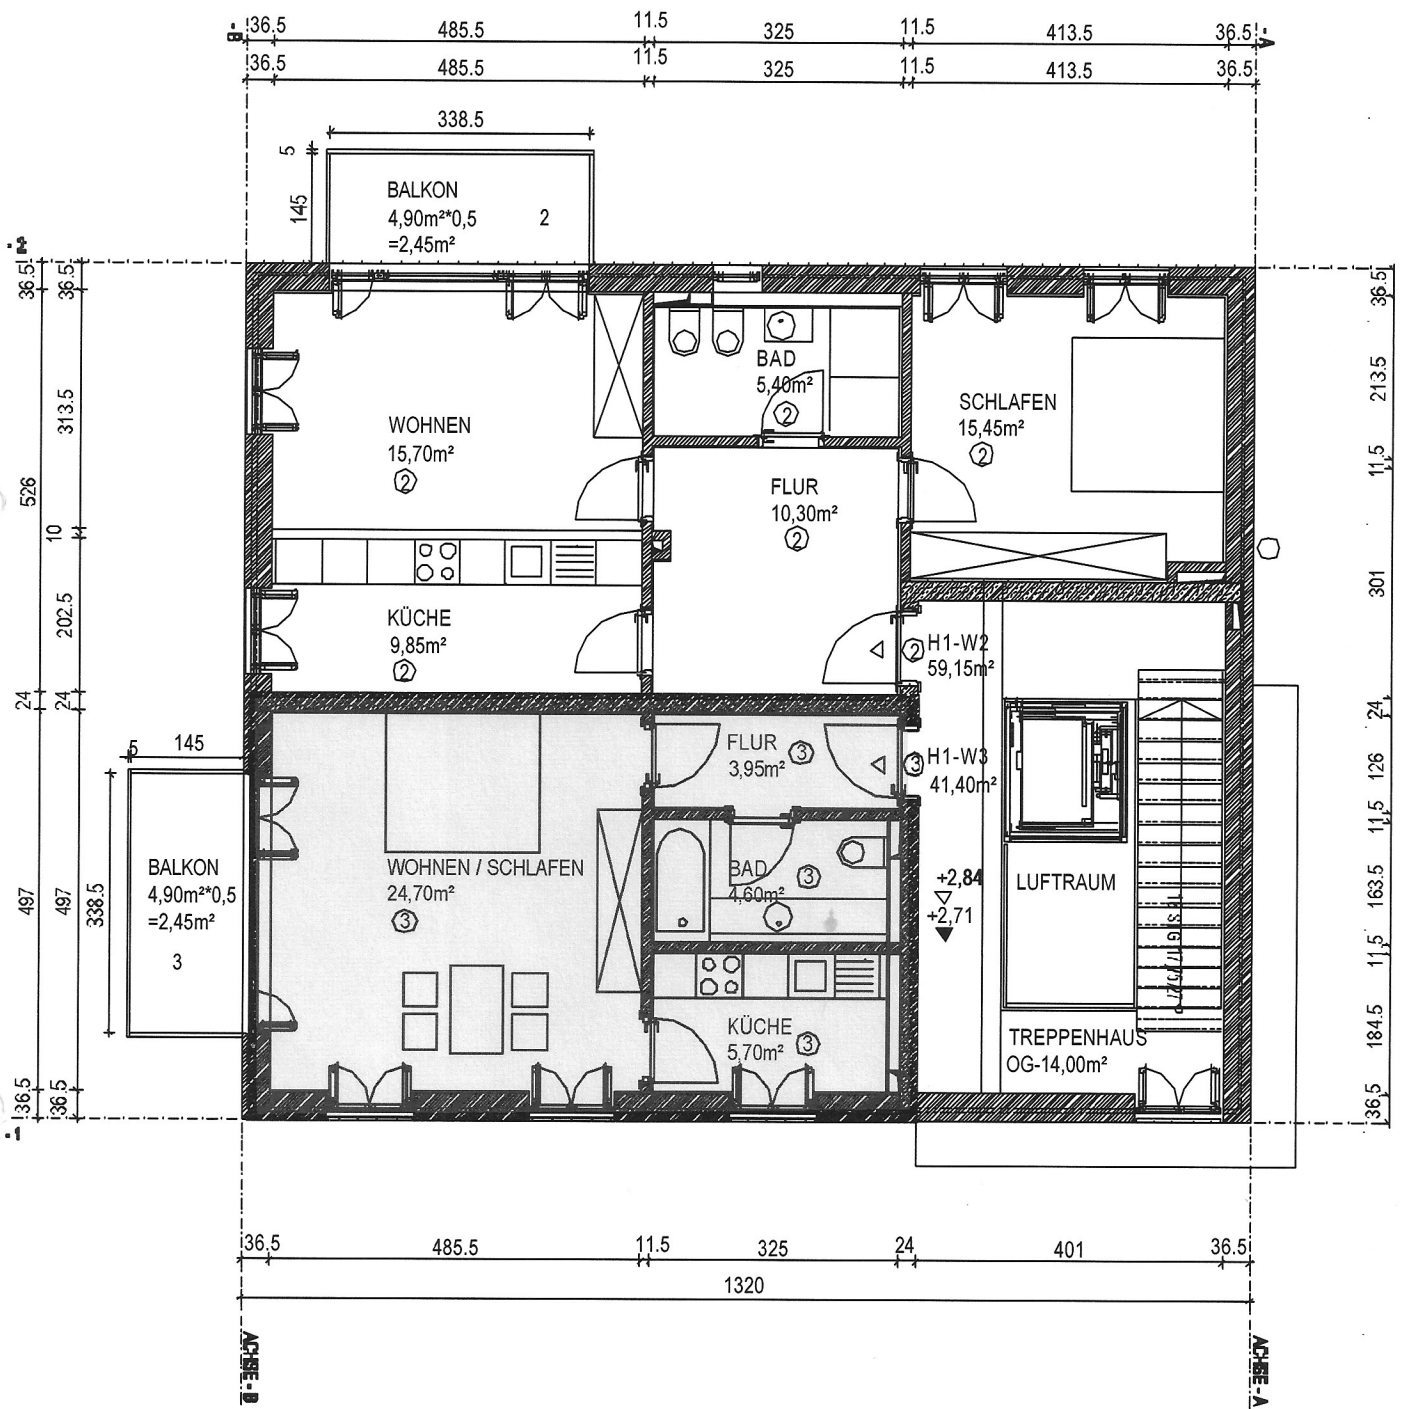 36.5 485.5 11.5 325 11.5 413.5 36.5
36.5 485.5 11.5 325 11.5 413.5 36.5
- B
- A
338.5
5
145
BALKON
4,90m²*0,5
=2,45m²
2
36.5 36.5
313.5
526
10
202.5
24 24
497 497
36.5 36.5
- 1
36.5
213.5
11,5
301
24
126
11,5
163.5
11,5
184.5
36,5
WOHNEN
15,70m²
2
BAD
5,40m²
2
SCHLAFEN
15,45m²
2
FLUR
10,30m²
2
KÜCHE
9,85m²
2
2 H1-W2
59,15m²
5 145
338.5
BALKON
4,90m²*0,5
=2,45m²
3
FLUR 3
3,95m²
3 H1-W3
41,40m²
WOHNEN / SCHLAFEN
24,70m²
3
BAD 3
4,60m²
+2,84
+2,71
LUFTRAUM
KÜCHE
5,70m² 3
TREPPENHAUS
OG-14,00m²
36.5 485.5 11.5 325 24 401 36.5
1320
ACHSE - B
ACHSE - A